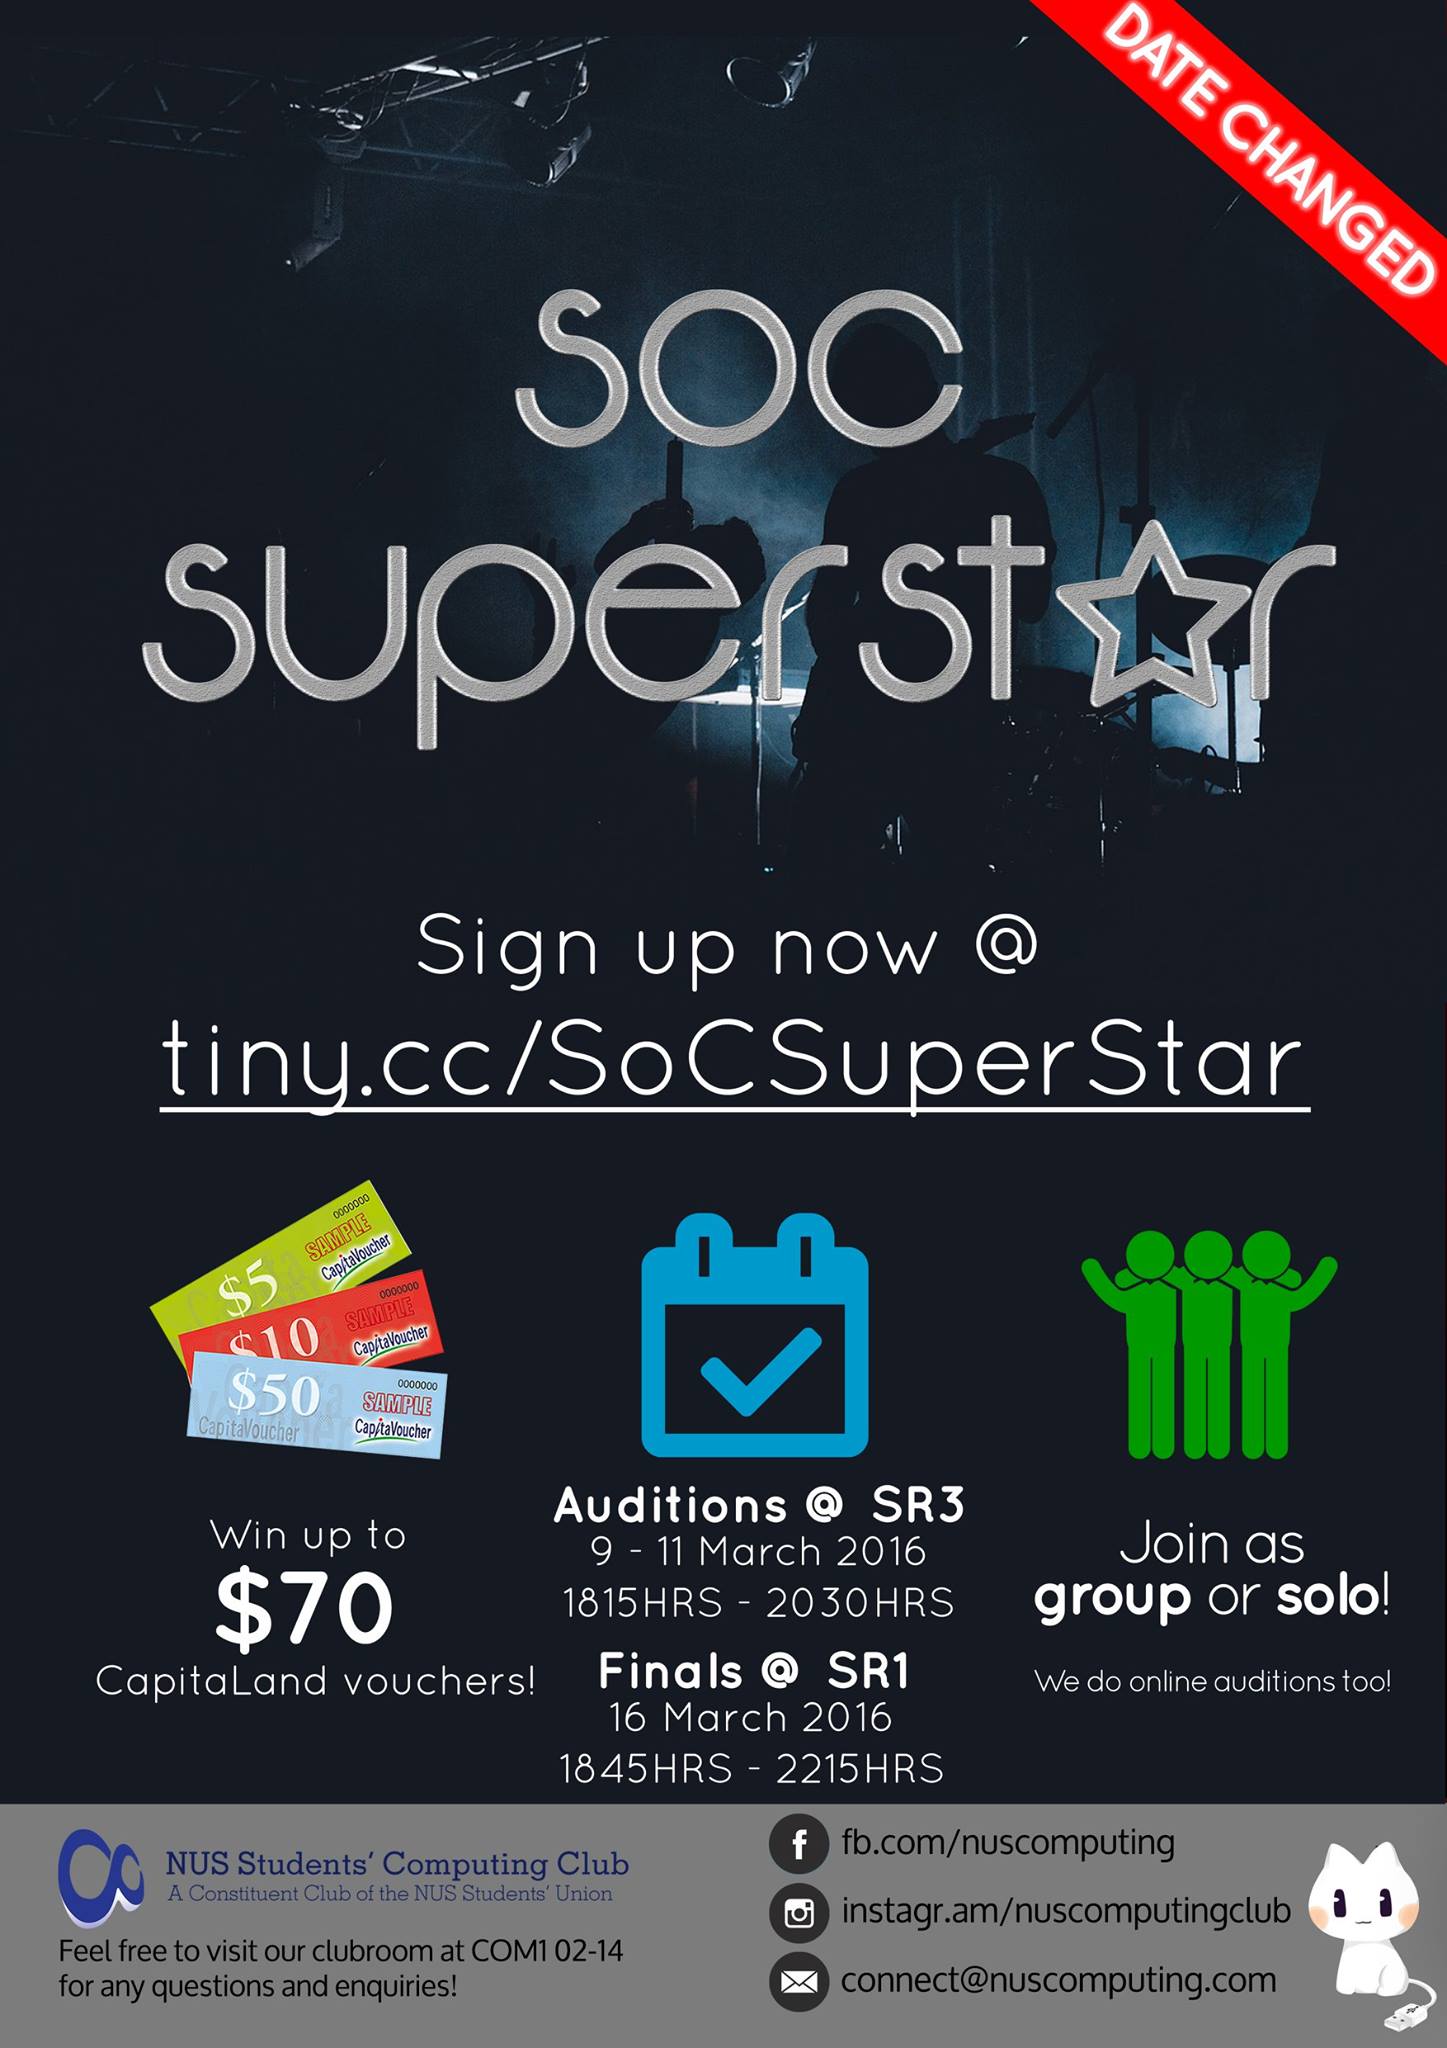 DATE CHANGED
soc
superst☆r
Sign up now @
tiny.cc/SoCSuperStar
0000000
$5 SAMPLE
CapitaVoucher
0000000
$10 SAMPLE
CapitaVoucher
0000000
$50 SAMPLE
CapitaVoucher CapitaVoucher
Win up to
$70
CapitaLand vouchers!
Auditions @ SR3
9 - 11 March 2016
1815HRS - 2030HRS
Finals @ SR1
16 March 2016
1845HRS - 2215HRS
Join as
group or solo!
We do online auditions too!
NUS Students' Computing Club
A Constituent Club of the NUS Students' Union
Feel free to visit our clubroom at COM1 02-14
for any questions and enquiries!
fb.com/nuscomputing
instagr.am/nuscomputingclub
connect@nuscomputing.com